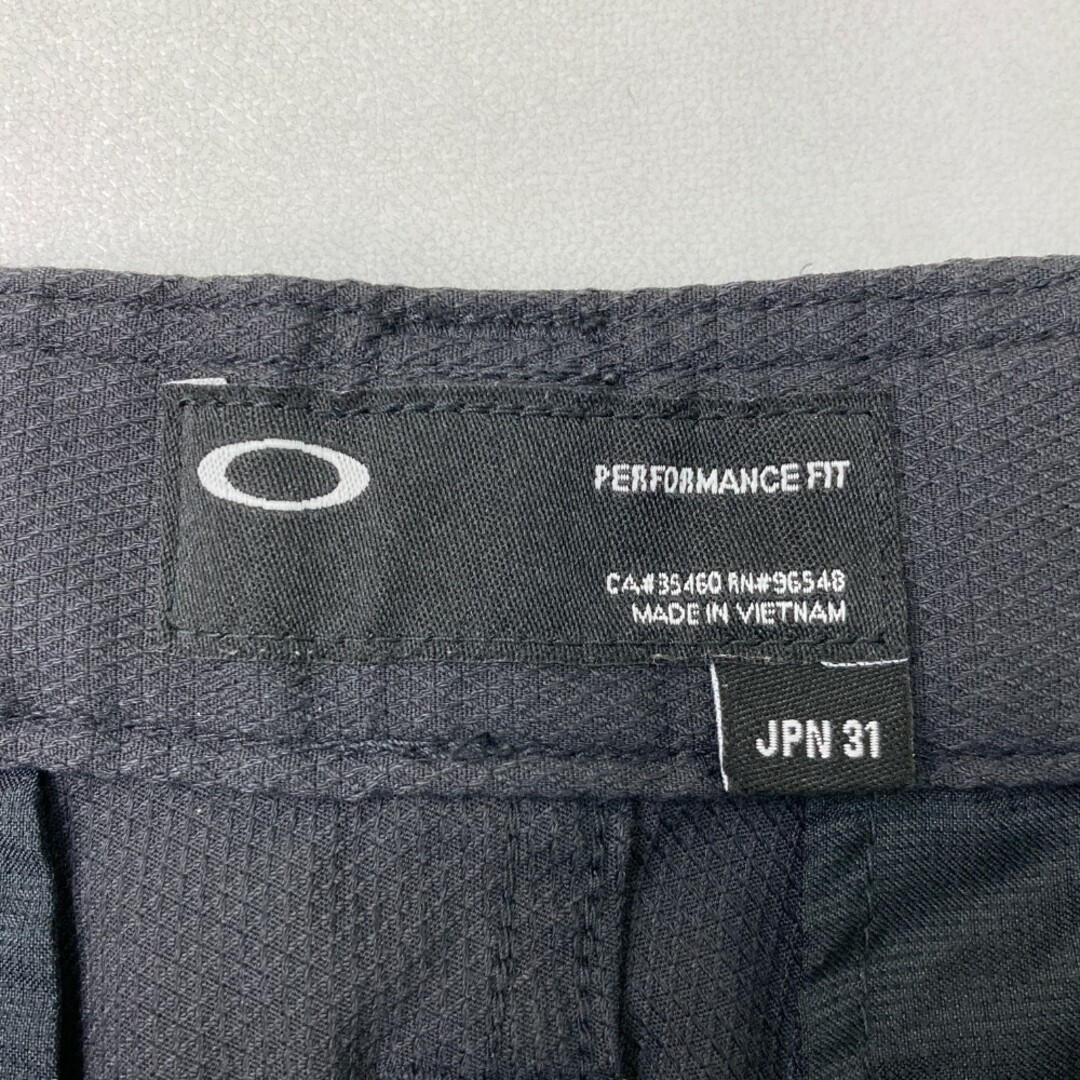 PERFORMANCE FIT
CA#35460 RN#96548
MADE IN VIETNAM
JPN 31